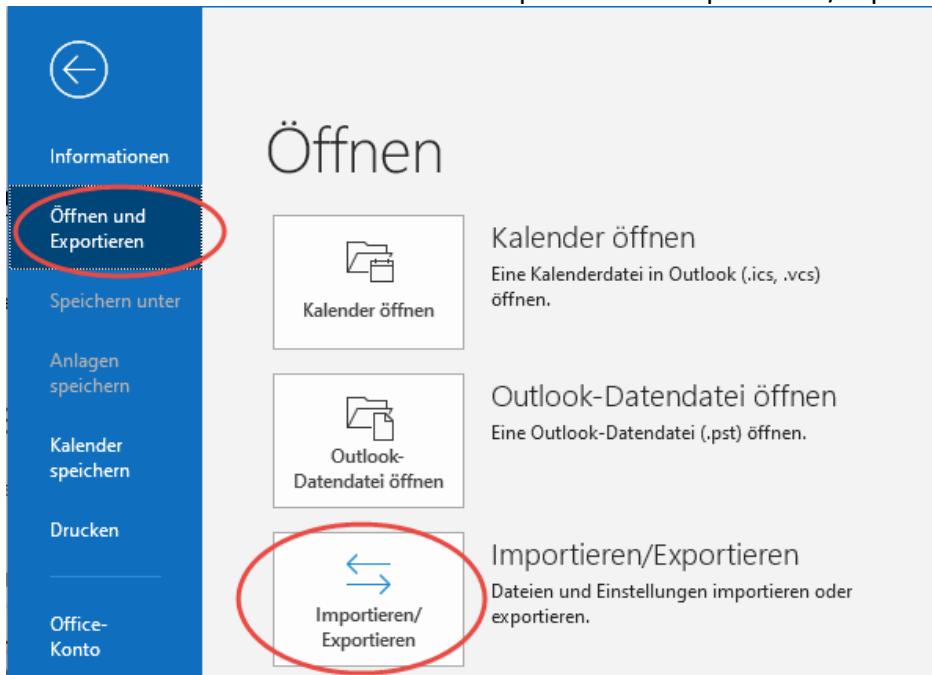 Informationen
Öffnen und
Exportieren
Speichern unter
Anlagen
speichern
Kalender
speichern
Drucken
Office-
Konto
Öffnen
Kalender öffnen
Kalender öffnen
Eine Kalenderdatei in Outlook (.ics, .vcs)
öffnen.
Outlook-
Datendatei öffnen
Outlook-Datendatei öffnen
Eine Outlook-Datendatei (.pst) öffnen.
Importieren/
Exportieren
Importieren/Exportieren
Dateien und Einstellungen importieren oder
exportieren.